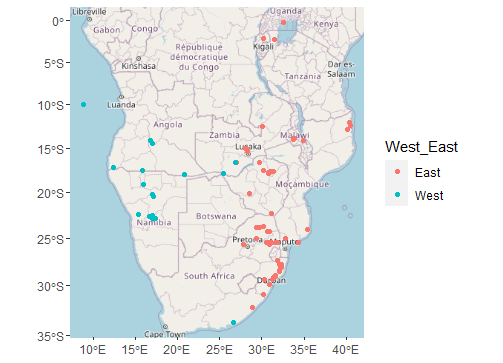 Libreville
Uganda
0°S
Gabon
Congo
Kenya
Kigali
République
démocratique
du Congo
5°S
Kinshasa
Tanzania
Dar es-
Salaam
10°S
Luanda
Angola
Zambia
Malawi
15°S
Lusaka
Moçambique
20°S
Namibia
Botswana
25°S
Pretoria
Maputo
30°S
South Africa
Durban
35°S
Cape Town
10°E 15°E 20°E 25°E 30°E 35°E 40°E
West_East
East
West